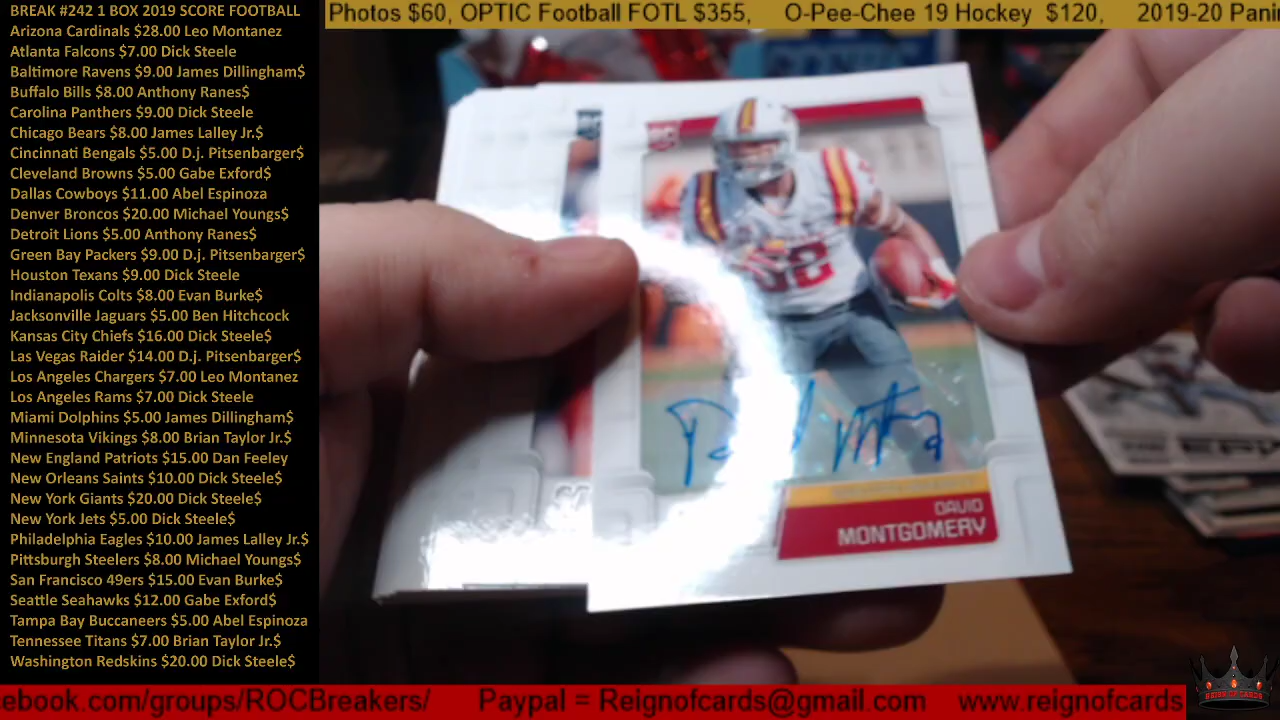 BREAK #242 1 BOX 2019 SCORE FOOTBALL
Arizona Cardinals $28.00 Leo Montanez
Atlanta Falcons $7.00 Dick Steele
Baltimore Ravens $9.00 James Dillingham$
Buffalo Bills $8.00 Anthony Ranes$
Carolina Panthers $9.00 Dick Steele
Chicago Bears $8.00 James Lalley Jr.$
Cincinnati Bengals $5.00 D.j. Pitsenbarger$
Cleveland Browns $5.00 Gabe Exford$
Dallas Cowboys $11.00 Abel Espinoza
Denver Broncos $20.00 Michael Youngs$
Detroit Lions $5.00 Anthony Ranes$
Green Bay Packers $9.00 D.j. Pitsenbarger$
Houston Texans $9.00 Dick Steele
Indianapolis Colts $8.00 Evan Burke$
Jacksonville Jaguars $5.00 Ben Hitchcock
Kansas City Chiefs $16.00 Dick Steele$
Las Vegas Raider $14.00 D.j. Pitsenbarger$
Los Angeles Chargers $7.00 Leo Montanez
Los Angeles Rams $7.00 Dick Steele
Miami Dolphins $5.00 James Dillingham$
Minnesota Vikings $8.00 Brian Taylor Jr.$
New England Patriots $15.00 Dan Feeley
New Orleans Saints $10.00 Dick Steele$
New York Giants $20.00 Dick Steele$
New York Jets $5.00 Dick Steele$
Philadelphia Eagles $10.00 James Lalley Jr.$
Pittsburgh Steelers $8.00 Michael Youngs$
San Francisco 49ers $15.00 Evan Burke$
Seattle Seahawks $12.00 Gabe Exford$
Tampa Bay Buccaneers $5.00 Abel Espinoza
Tennessee Titans $7.00 Brian Taylor Jr.$
Washington Redskins $20.00 Dick Steele$
Photos $60, OPTIC Football FOTL $355, O-Pee-Chee 19 Hockey $120, 2019-20 Panin
DAVID
MONTGOMERY
REIGN OF CARDS
ebook.com/groups/ROCBreakers/ Paypal = Reignofcards@gmail.com www.reignofcards